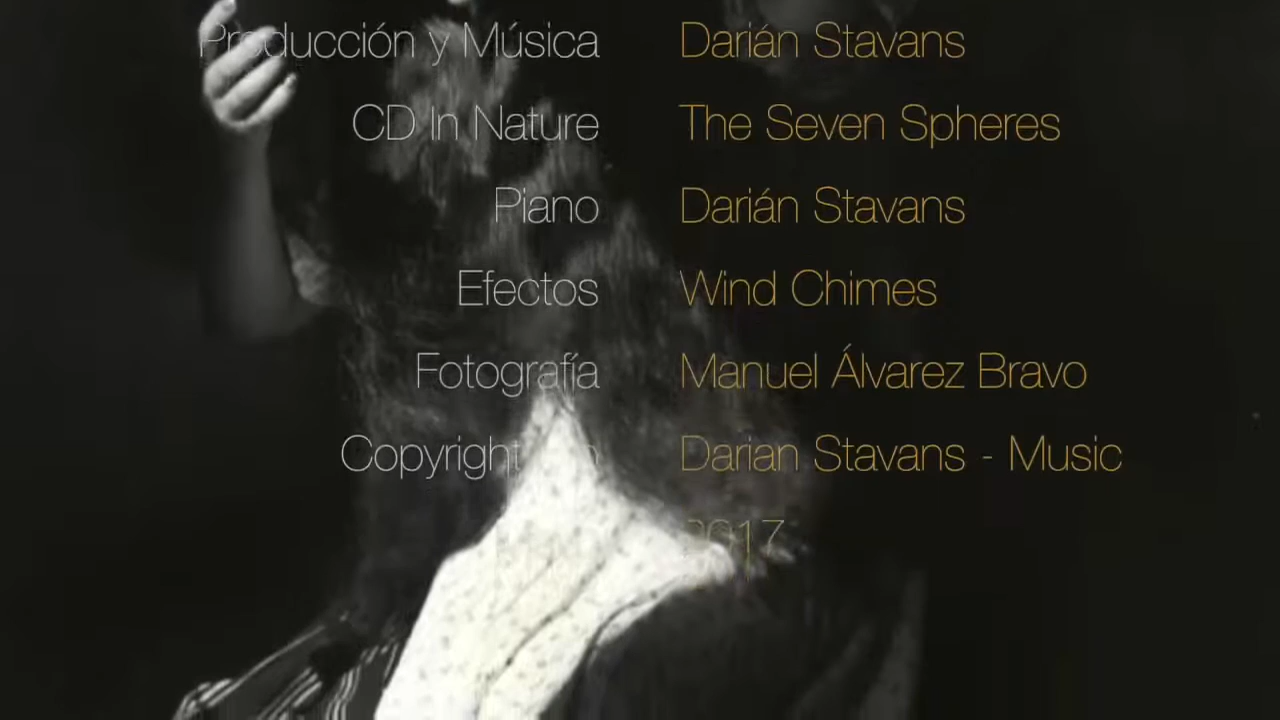 Producción y Música Darián Stavans
CD In Nature The Seven Spheres
Piano Darián Stavans
Efectos Wind Chimes
Fotografía Manuel Álvarez Bravo
Copyright Darian Stavans - Music
2017